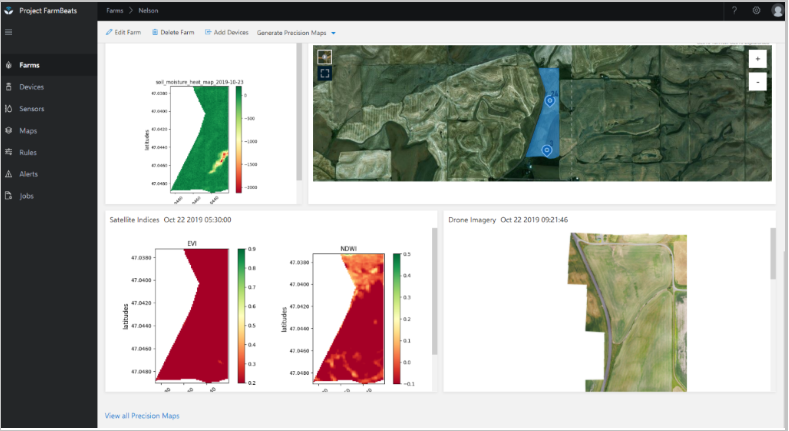 Project FarmBeats
Farms > Nelson
?
Edit Farm Delete Farm Add Devices Generate Precision Maps
Farms
Devices
Sensors
Maps
Rules
Alerts
Jobs
soil_moisture_heat_map_2019-10-23
latitudes
47.0380
47.0400
47.0420
47.0440
47.0460
47.0480
0
-500
-1000
-1500
-2000
+
-
Satellite Indices Oct 22 2019 05:30:00
EVI
latitudes
47.0380
47.0400
47.0420
47.0440
47.0460
47.0480
0.9
0.8
0.7
0.6
0.5
0.4
0.3
0.2
NDWI
latitudes
47.0380
47.0400
47.0420
47.0440
47.0460
47.0480
0.5
0.4
0.3
0.2
0.1
0.0
-0.1
Drone Imagery Oct 22 2019 09:21:46
View all Precision Maps